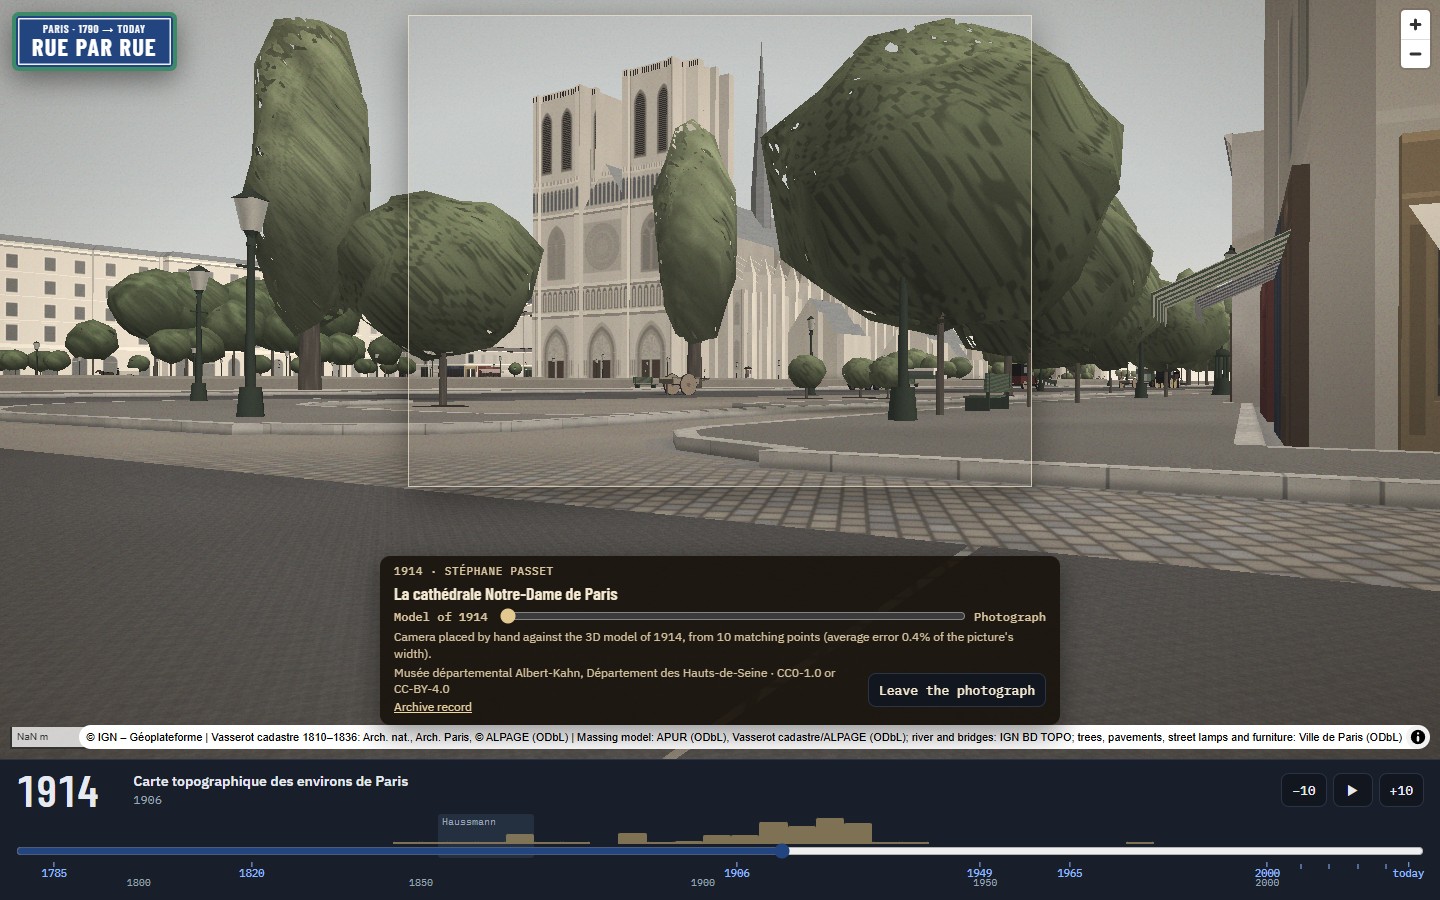 PARIS - 1790 → TODAY
RUE PAR RUE
+
−
1914 · STÉPHANE PASSET
La cathédrale Notre-Dame de Paris
Model of 1914
Photograph
Camera placed by hand against the 3D model of 1914, from 10 matching points (average error 0.4% of the picture's
width).
Musée départemental Albert-Kahn, Département des Hauts-de-Seine · CC0-1.0 or
CC-BY-4.0
Archive record
Leave the photograph
NaN m
© IGN – Géoplateforme | Vasserot cadastre 1810–1836: Arch. nat., Arch. Paris, © ALPAGE (ODbL) | Massing model: APUR (ODbL), Vasserot cadastre/ALPAGE (ODbL); river and bridges: IGN BD TOPO; trees, pavements, street lamps and furniture: Ville de Paris (ODbL)
1914
Carte topographique des environs de Paris
1906
−10
+10
Haussmann
1785
1820
1906
1949
1965
2000
today
1800
1850
1900
1950
2000